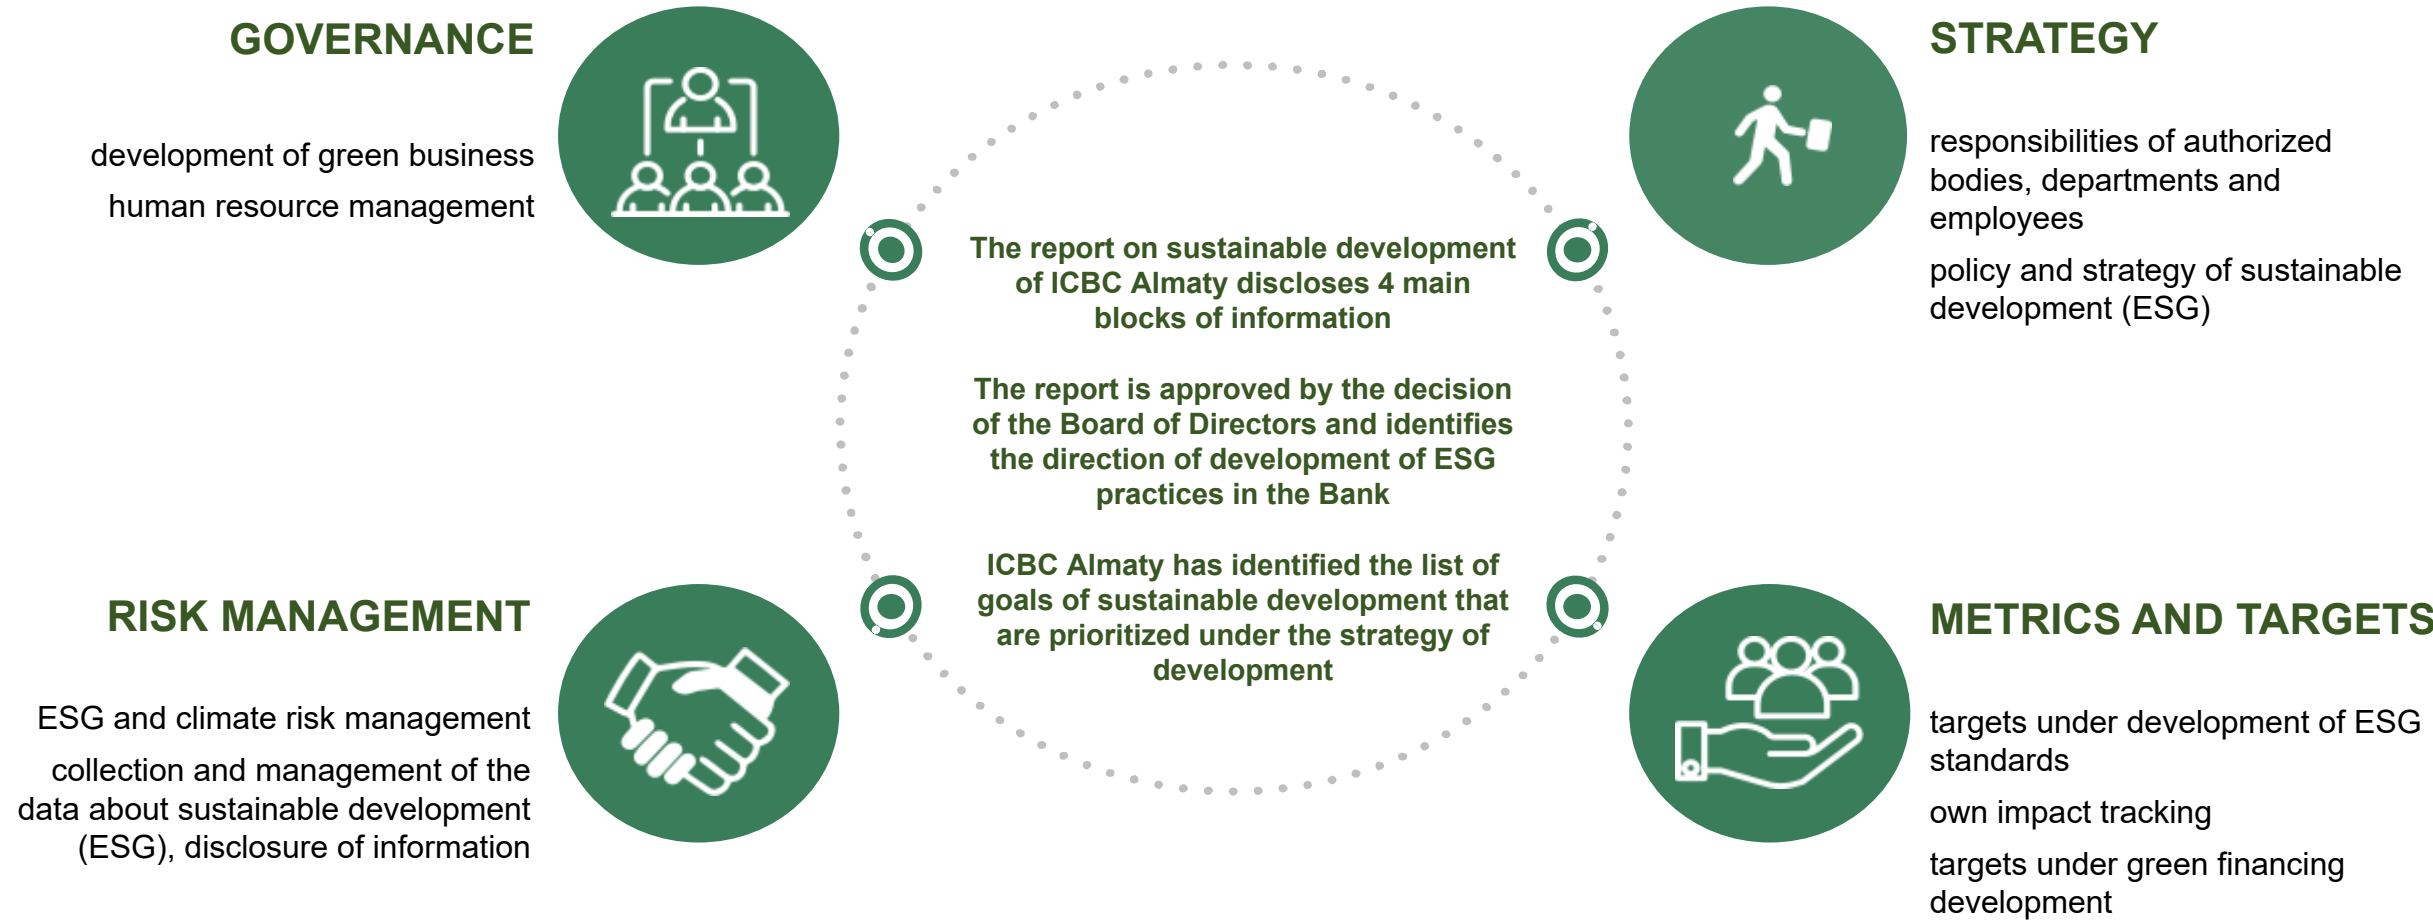 GOVERNANCE
development of green business
human resource management
The report on sustainable development
of ICBC Almaty discloses 4 main
blocks of information
The report is approved by the decision
of the Board of Directors and identifies
the direction of development of ESG
practices in the Bank
ICBC Almaty has identified the list of
goals of sustainable development that
are prioritized under the strategy of
development
STRATEGY
responsibilities of authorized
bodies, departments and
employees
policy and strategy of sustainable
development (ESG)
RISK MANAGEMENT
ESG and climate risk management
collection and management of the
data about sustainable development
(ESG), disclosure of information
METRICS AND TARGETS
targets under development of ESG
standards
own impact tracking
targets under green financing
development